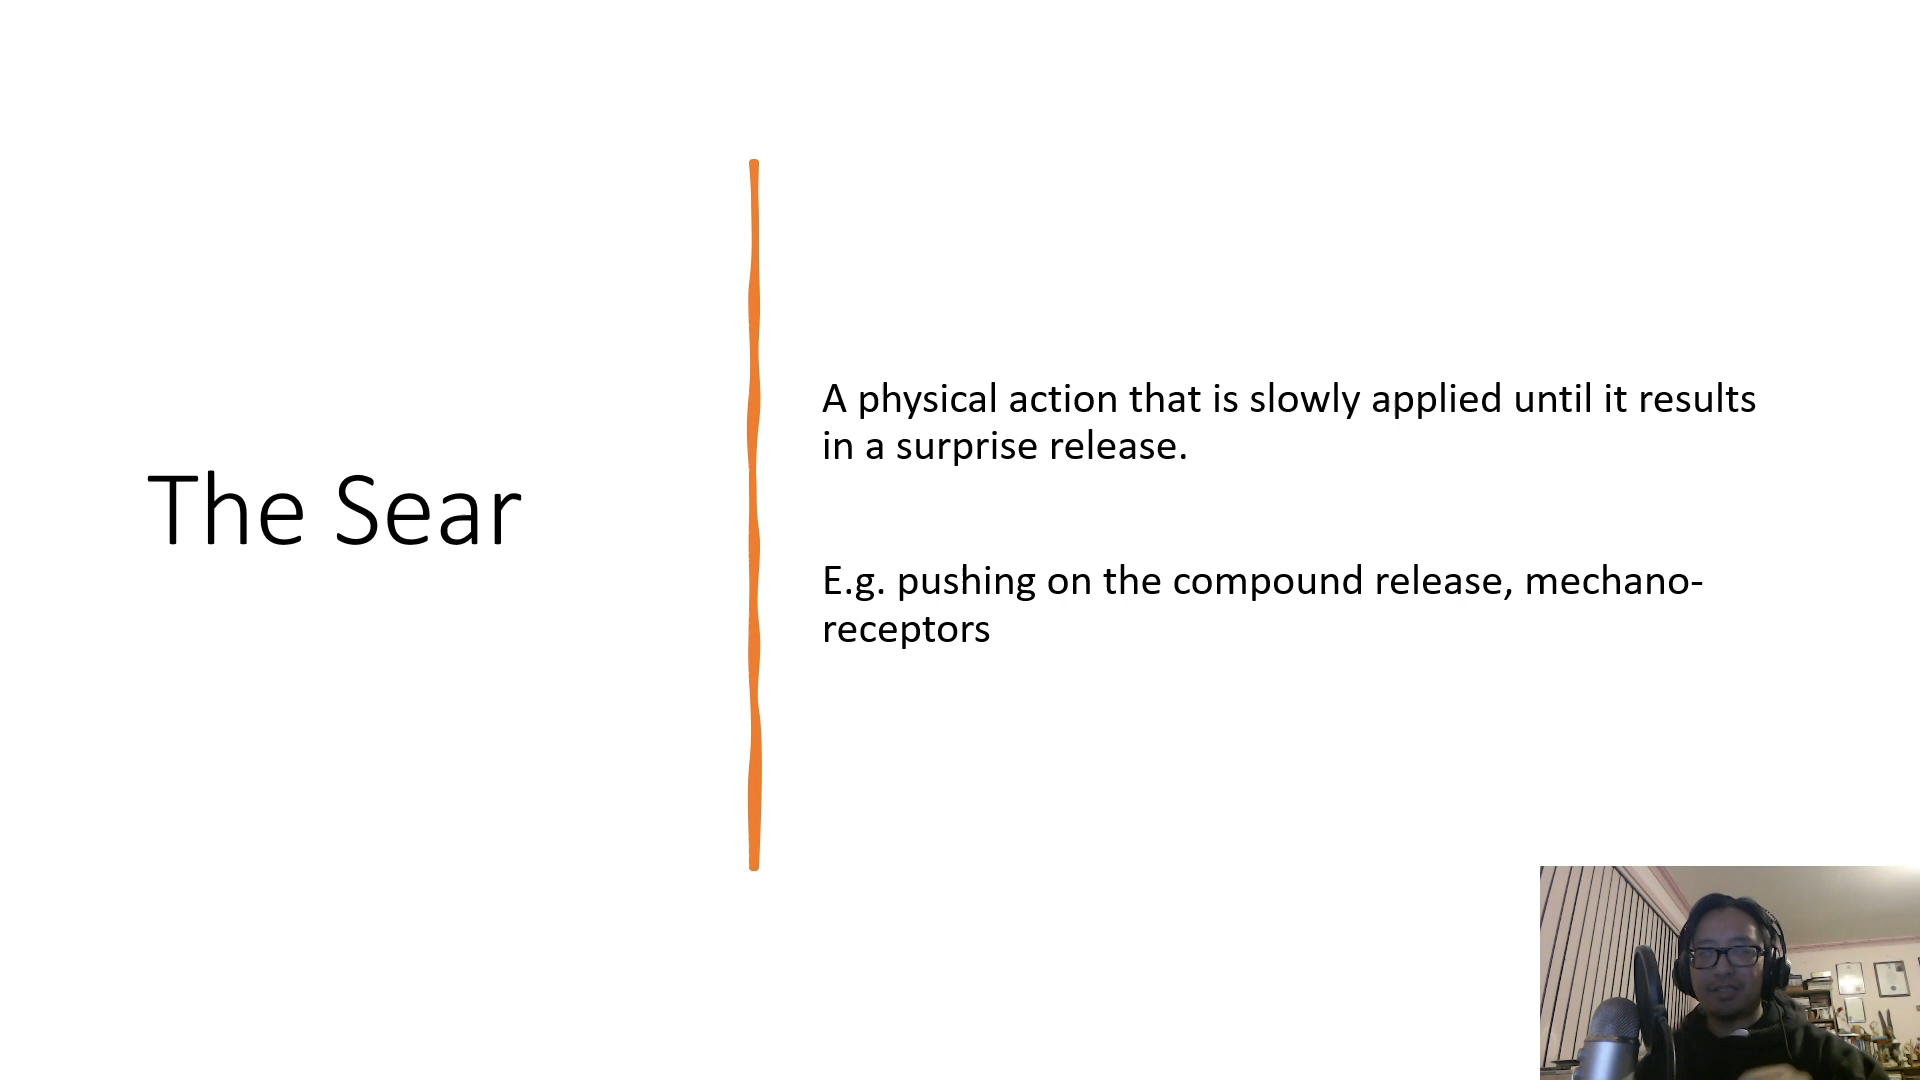 The Sear
A physical action that is slowly applied until it results
in a surprise release.
E.g. pushing on the compound release, mechano-
receptors